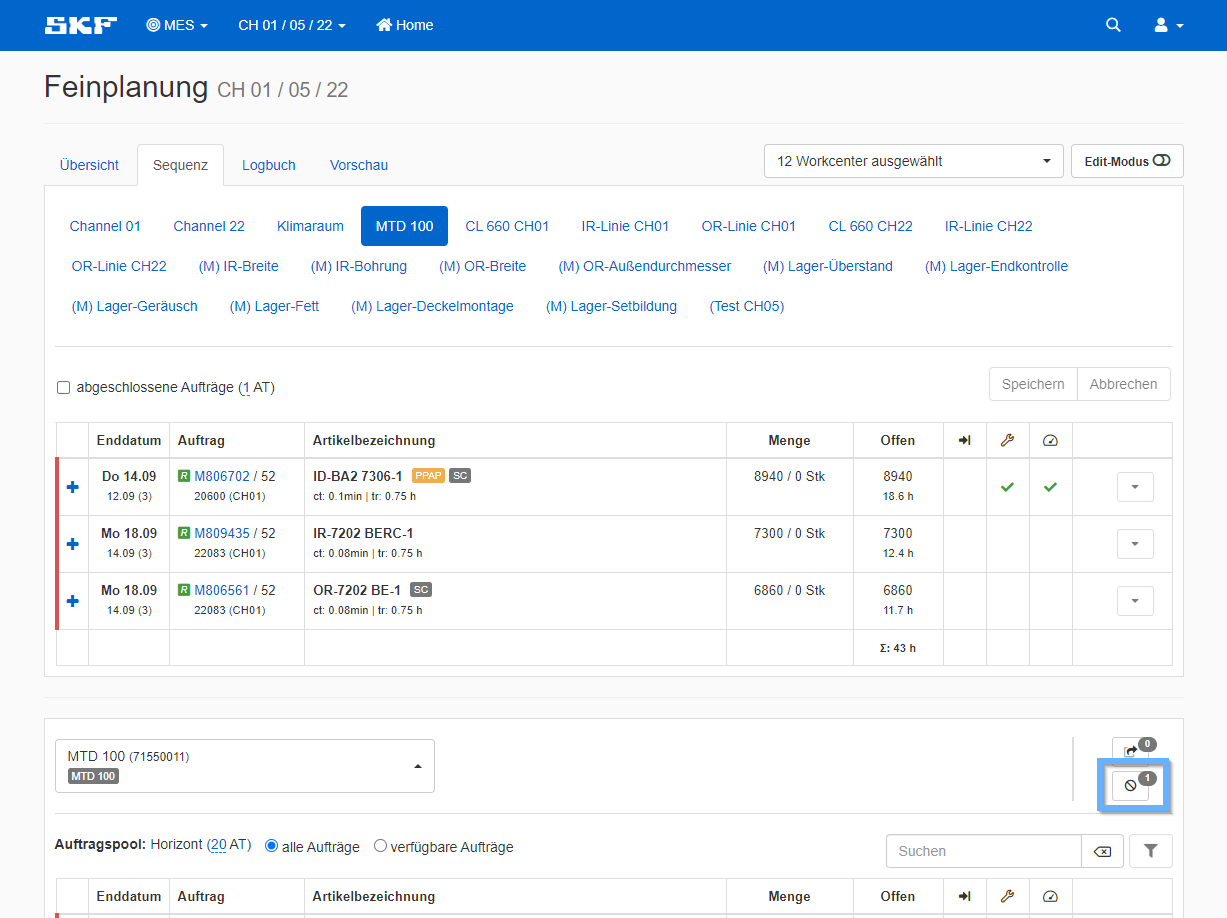 SKF MES CH 01 / 05 / 22 Home
Feinplanung CH 01 / 05 / 22
Übersicht Sequenz Logbuch Vorschau 12 Workcenter ausgewählt Edit-Modus
Channel 01 Channel 22 Klimaraum MTD 100 CL 660 CH01 IR-Linie CH01 OR-Linie CH01 CL 660 CH22 IR-Linie CH22
OR-Linie CH22 (M) IR-Breite (M) IR-Bohrung (M) OR-Breite (M) OR-Außendurchmesser (M) Lager-Überstand (M) Lager-Endkontrolle
(M) Lager-Geräusch (M) Lager-Fett (M) Lager-Deckelmontage (M) Lager-Setbildung (Test CH05)
abgeschlossene Aufträge (1 AT) Speichern Abbrechen
Enddatum Auftrag Artikelbezeichnung Menge Offen
Do 14.09 R M806702 / 52 ID-BA2 7306-1 PPAP SC 8940 / 0 Stk 8940
12.09 (3) 20600 (CH01) ct: 0.1min | tr: 0.75 h 18.6 h
Mo 18.09 R M809435 / 52 IR-7202 BERC-1 7300 / 0 Stk 7300
14.09 (3) 22083 (CH01) ct: 0.08min | tr: 0.75 h 12.4 h
Mo 18.09 R M806561 / 52 OR-7202 BE-1 SC 6860 / 0 Stk 6860
14.09 (3) 22083 (CH01) ct: 0.08min | tr: 0.75 h 11.7 h
Σ: 43 h
MTD 100 (71550011) 0
MTD 100 1
Auftragspool: Horizont (20 AT) alle Aufträge verfügbare Aufträge Suchen
Enddatum Auftrag Artikelbezeichnung Menge Offen